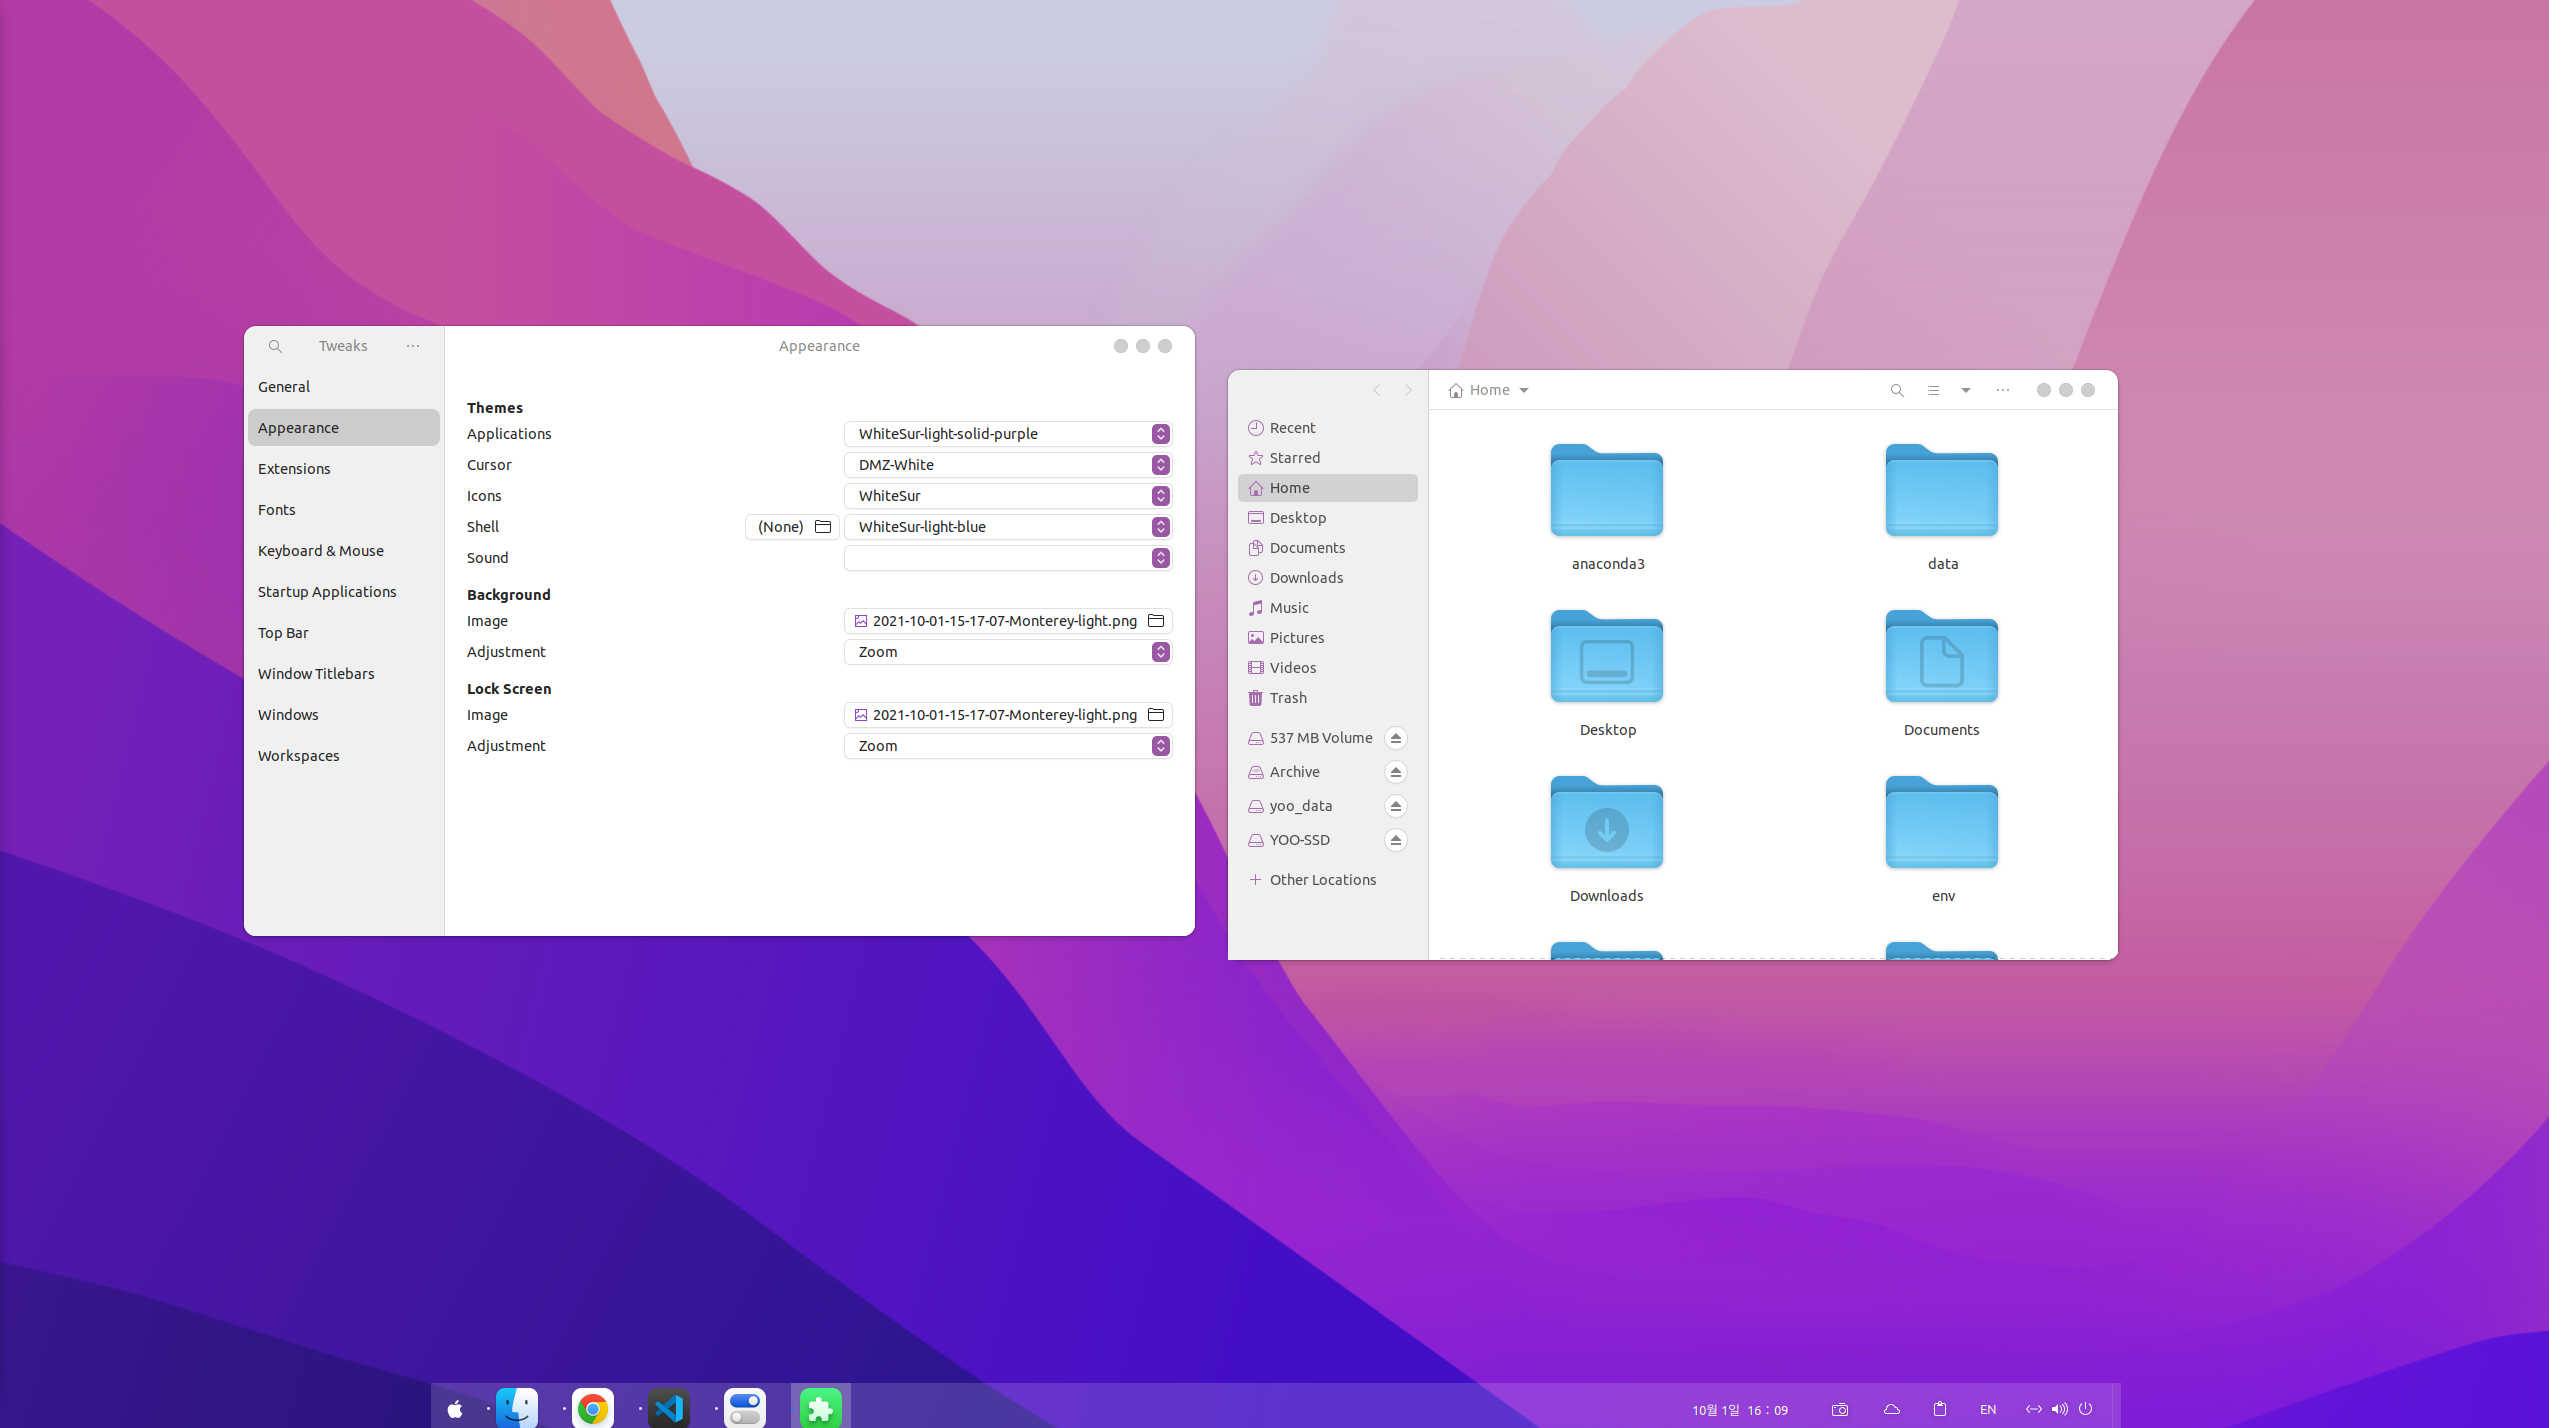 Tweaks
General
Appearance
Extensions
Fonts
Keyboard & Mouse
Startup Applications
Top Bar
Window Titlebars
Windows
Workspaces
Appearance
Themes
Applications WhiteSur-light-solid-purple
Cursor DMZ-White
Icons WhiteSur
Shell (None) WhiteSur-light-blue
Sound
Background
Image 2021-10-01-15-17-07-Monterey-light.png
Adjustment Zoom
Lock Screen
Image 2021-10-01-15-17-07-Monterey-light.png
Adjustment Zoom
Home
Recent
Starred
Home
Desktop
Documents
Downloads
Music
Pictures
Videos
Trash
537 MB Volume
Archive
yoo_data
YOO-SSD
Other Locations
anaconda3 data
Desktop Documents
Downloads env
10월 1일 16 : 09
EN